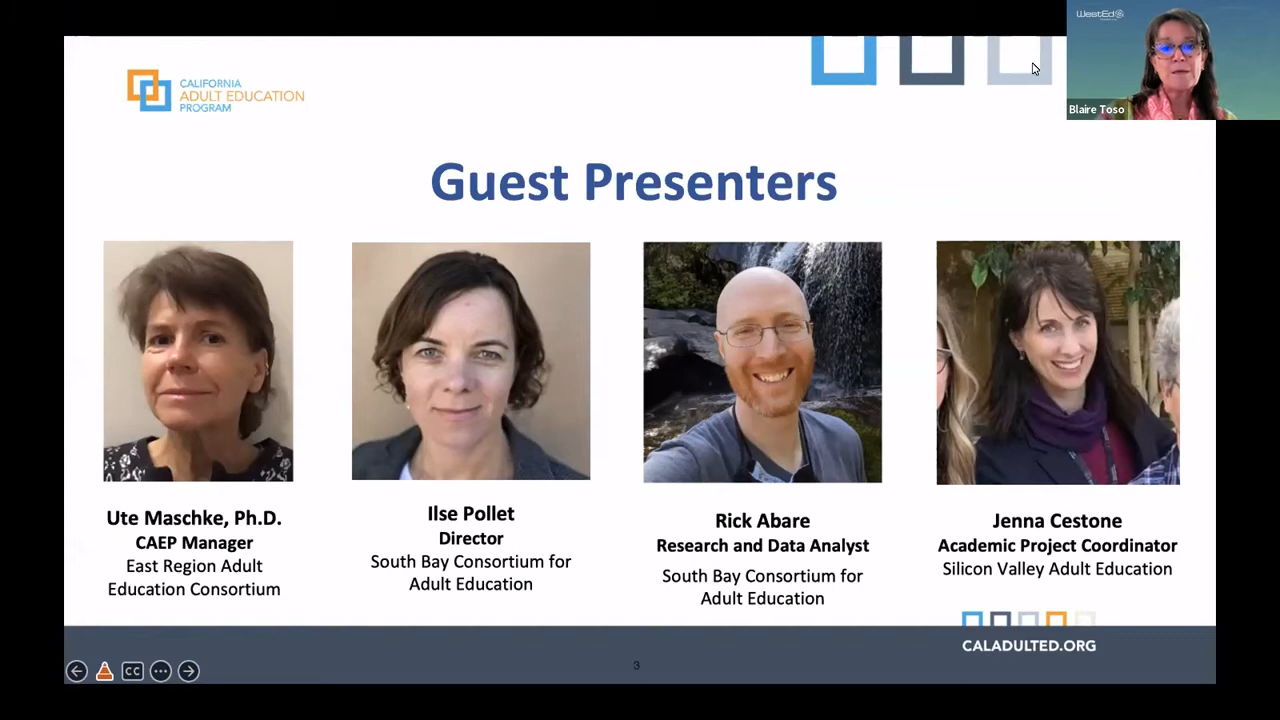 WestEd
Blaire Toso
CALIFORNIA
ADULT EDUCATION
PROGRAM
Guest Presenters
Ute Maschke, Ph.D.
CAEP Manager
East Region Adult
Education Consortium
Ilse Pollet
Director
South Bay Consortium for
Adult Education
Rick Abare
Research and Data Analyst
South Bay Consortium for
Adult Education
Jenna Cestone
Academic Project Coordinator
Silicon Valley Adult Education
CALADULTED.ORG
CC
3